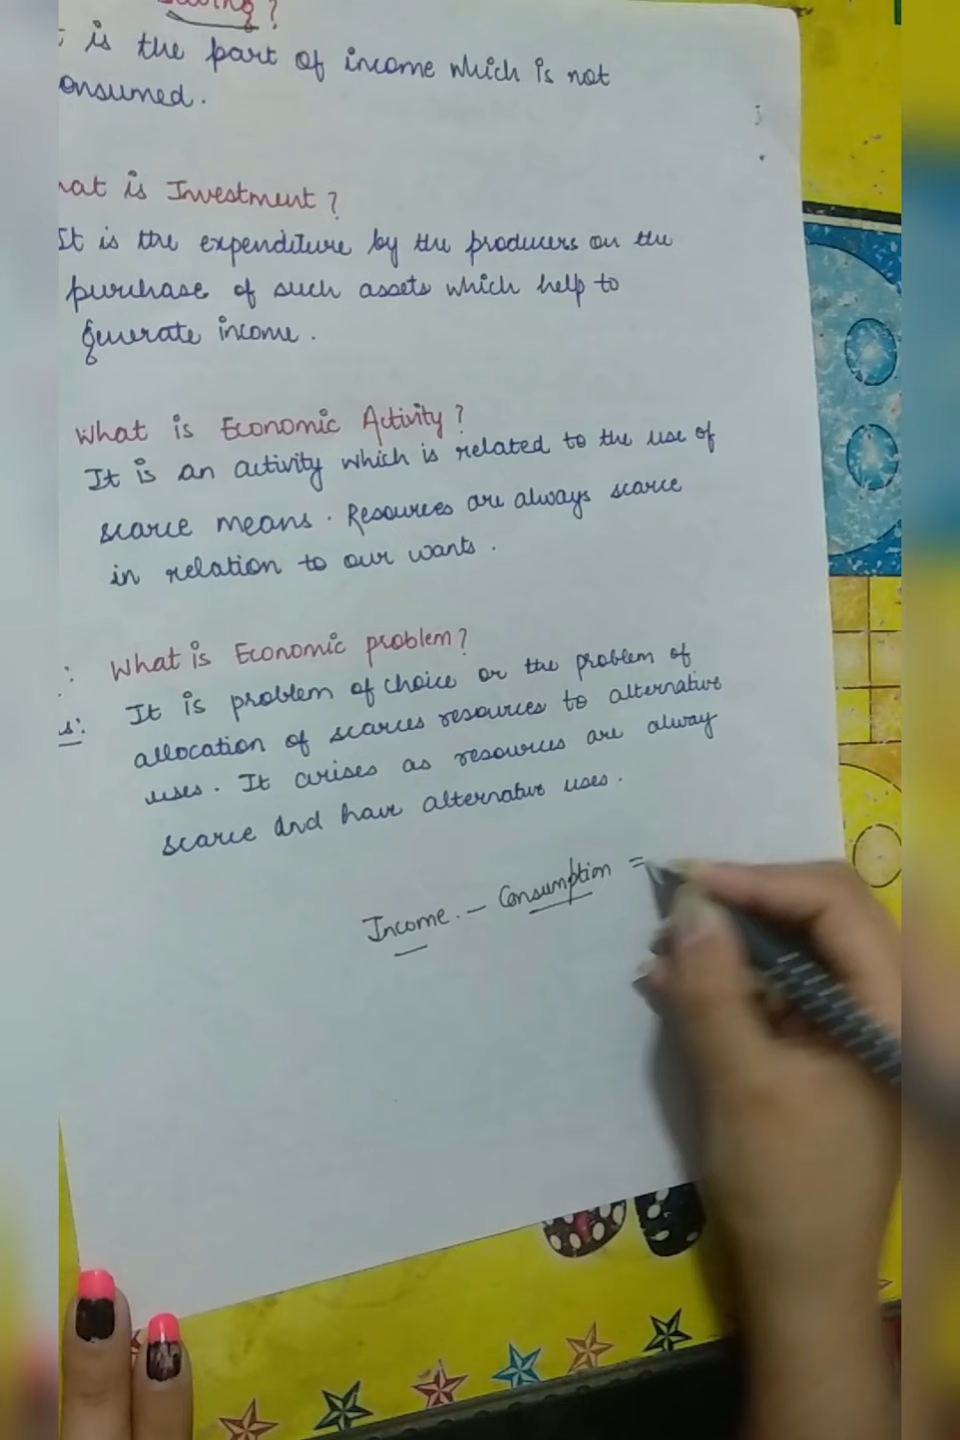 is the part of income which is not
onsumed.
hat is Investment?
It is the expenditure by the producers on the
purchase of such assets which help to
generate income.
What is Economic Activity?
It is an activity which is related to the use of
scarce means. Resources are always scarce
in relation to our wants.
: What is Economic problem?
s: It is problem of choice or the problem of
allocation of scarces resources to alternative
uses. It arises as resources are alway
scarce and have alternative uses.
Income. - Consumption =